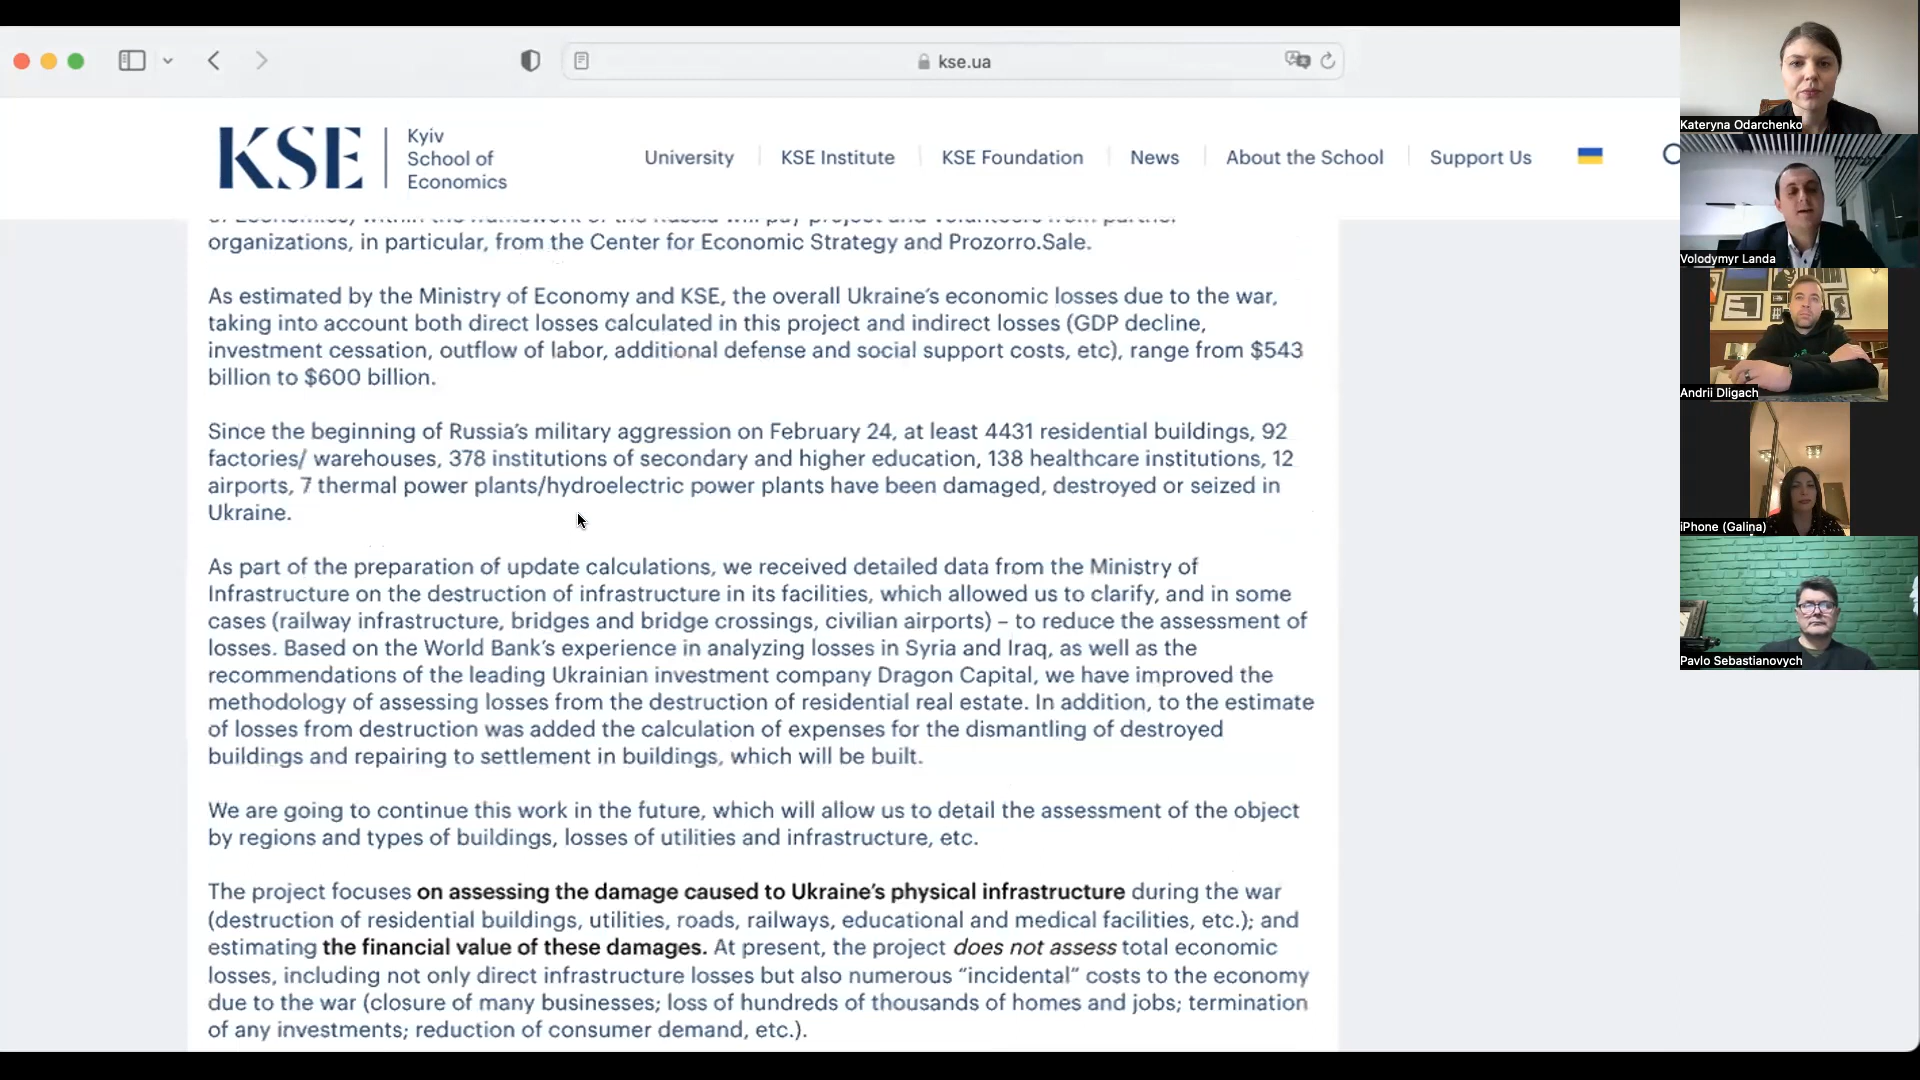 kse.ua
KSE
Kyiv
School of
Economics
University
KSE Institute
KSE Foundation
News
About the School
Support Us
of Economics, within the framework of the Russia will pay project and volunteers from partner
organizations, in particular, from the Center for Economic Strategy and Prozorro.Sale.
As estimated by the Ministry of Economy and KSE, the overall Ukraine’s economic losses due to the war,
taking into account both direct losses calculated in this project and indirect losses (GDP decline,
investment cessation, outflow of labor, additional defense and social support costs, etc), range from $543
billion to $600 billion.
Since the beginning of Russia’s military aggression on February 24, at least 4431 residential buildings, 92
factories/ warehouses, 378 institutions of secondary and higher education, 138 healthcare institutions, 12
airports, 7 thermal power plants/hydroelectric power plants have been damaged, destroyed or seized in
Ukraine.
As part of the preparation of update calculations, we received detailed data from the Ministry of
Infrastructure on the destruction of infrastructure in its facilities, which allowed us to clarify, and in some
cases (railway infrastructure, bridges and bridge crossings, civilian airports) – to reduce the assessment of
losses. Based on the World Bank’s experience in analyzing losses in Syria and Iraq, as well as the
recommendations of the leading Ukrainian investment company Dragon Capital, we have improved the
methodology of assessing losses from the destruction of residential real estate. In addition, to the estimate
of losses from destruction was added the calculation of expenses for the dismantling of destroyed
buildings and repairing to settlement in buildings, which will be built.
We are going to continue this work in the future, which will allow us to detail the assessment of the object
by regions and types of buildings, losses of utilities and infrastructure, etc.
The project focuses on assessing the damage caused to Ukraine’s physical infrastructure during the war
(destruction of residential buildings, utilities, roads, railways, educational and medical facilities, etc.); and
estimating the financial value of these damages. At present, the project does not assess total economic
losses, including not only direct infrastructure losses but also numerous “incidental” costs to the economy
due to the war (closure of many businesses; loss of hundreds of thousands of homes and jobs; termination
of any investments; reduction of consumer demand, etc.).
Kateryna Odarchenko
Volodymyr Landa
Andrii Dligach
iPhone (Galina)
Pavlo Sebastianovych